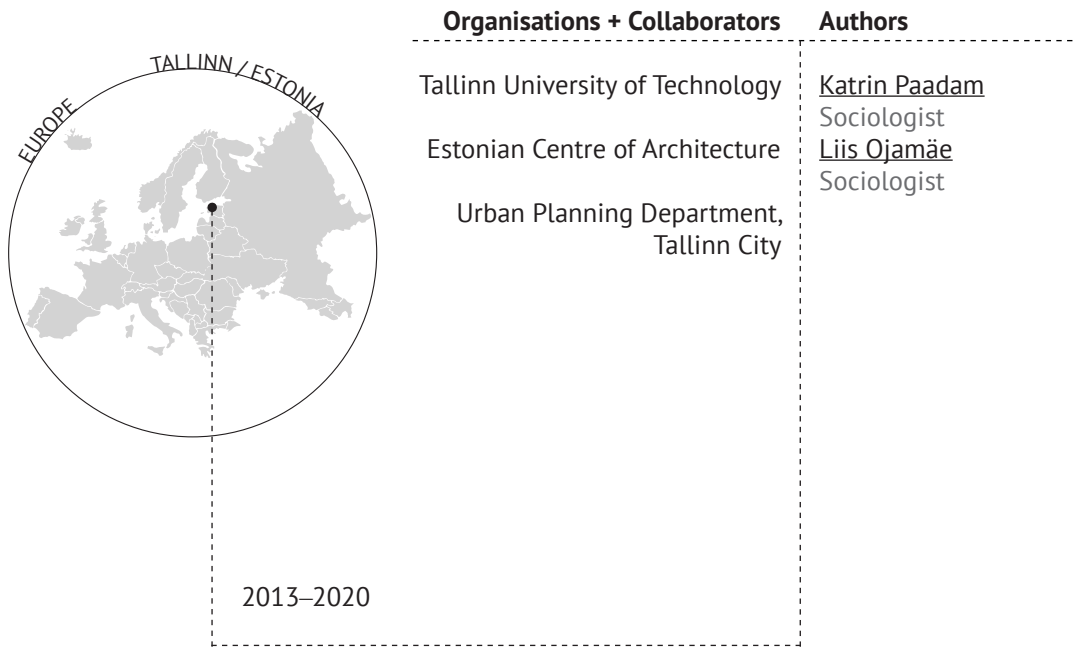 EUROPE
TALLINN / ESTONIA
Organisations + Collaborators
Tallinn University of Technology
Estonian Centre of Architecture
Urban Planning Department,
Tallinn City
Authors
Katrin Paadam
Sociologist
Liis Ojamäe
Sociologist
2013–2020